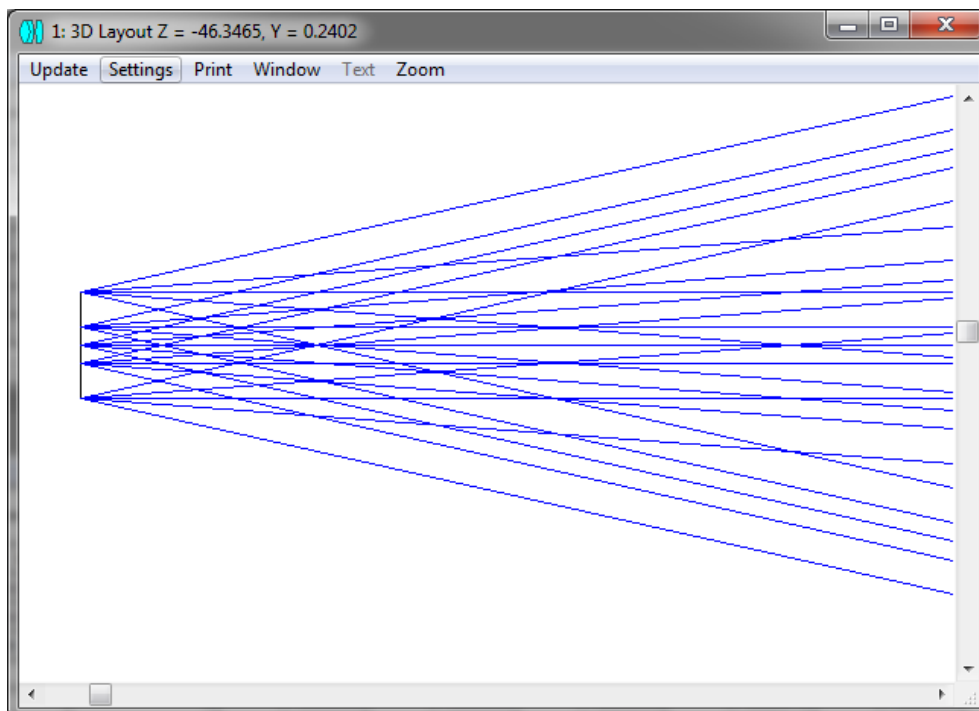 1: 3D Layout Z = -46.3465, Y = 0.2402
Update Settings Print Window Text Zoom